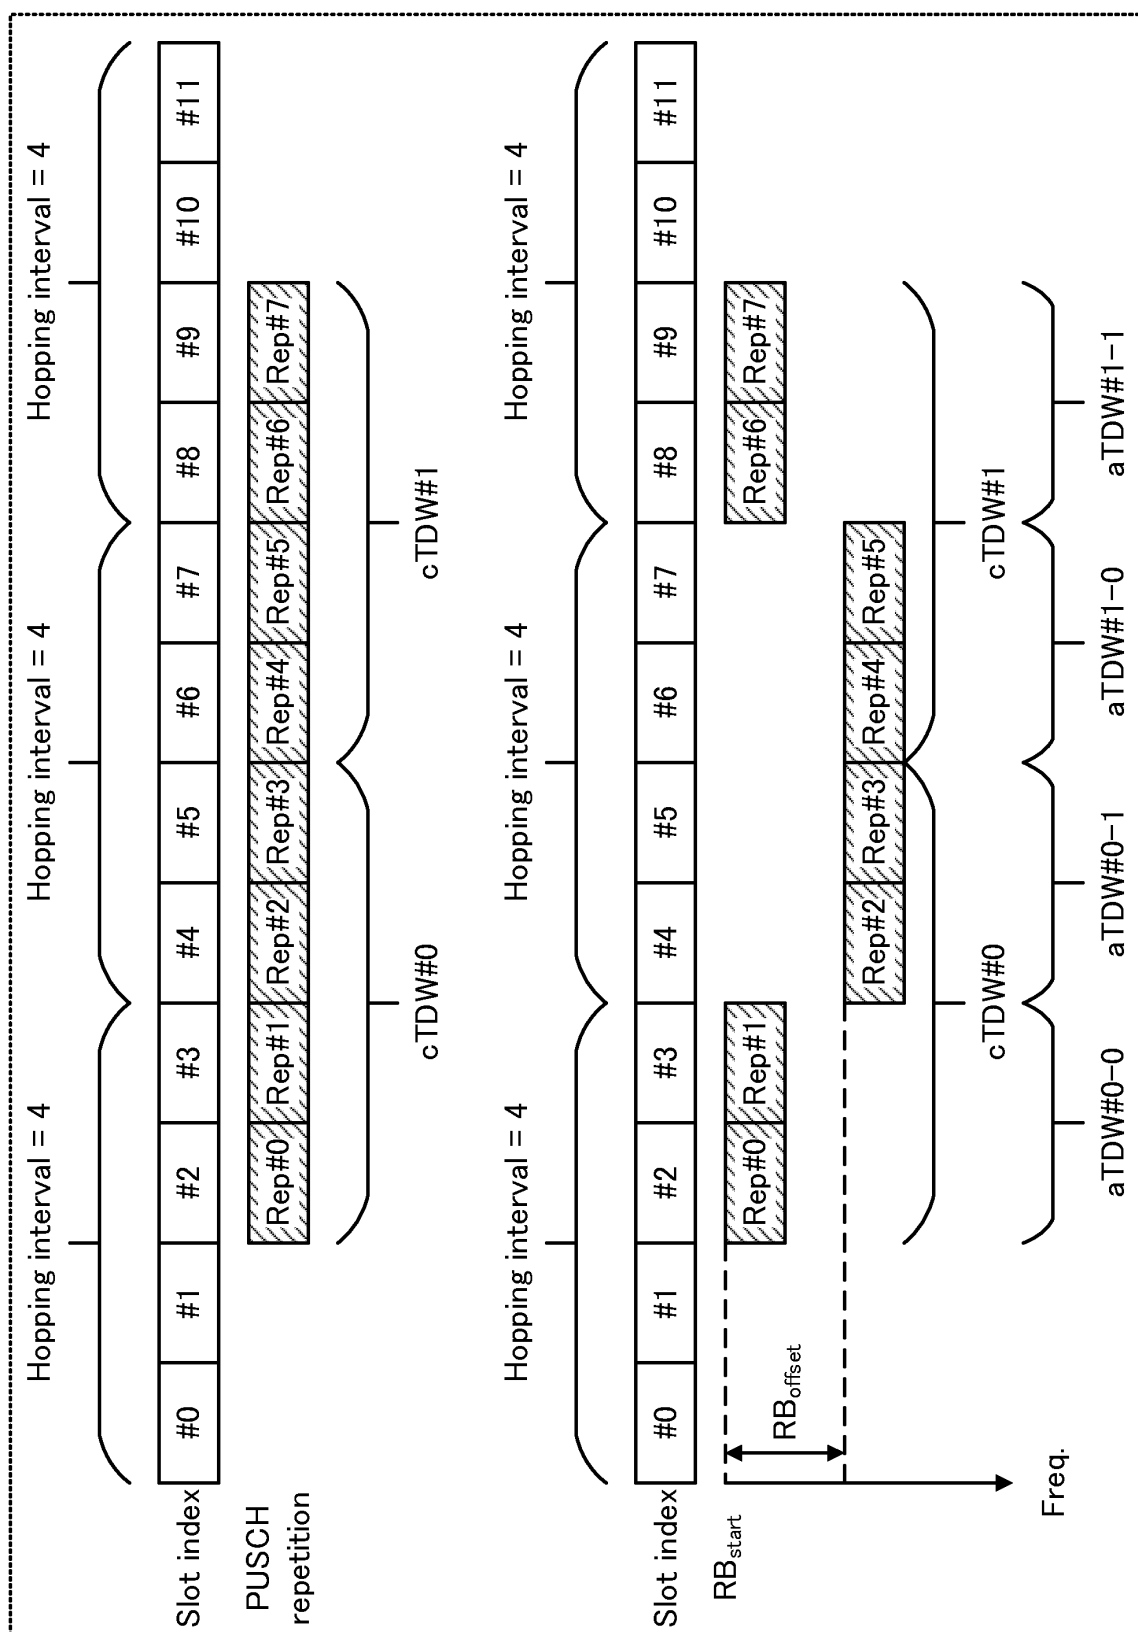 Hopping interval = 4 Hopping interval = 4 Hopping interval = 4
Slot index #0 #1 #2 #3 #4 #5 #6 #7 #8 #9 #10 #11
PUSCH repetition Rep#0 Rep#1 Rep#2 Rep#3 Rep#4 Rep#5 Rep#6 Rep#7
cTDW#0 cTDW#1
Hopping interval = 4 Hopping interval = 4 Hopping interval = 4
Slot index #0 #1 #2 #3 #4 #5 #6 #7 #8 #9 #10 #11
RBstart Rep#0 Rep#1 Rep#6 Rep#7
RBoffset
Rep#2 Rep#3 Rep#4 Rep#5
cTDW#0 cTDW#1
Freq.
aTDW#0-0 aTDW#0-1 aTDW#1-0 aTDW#1-1